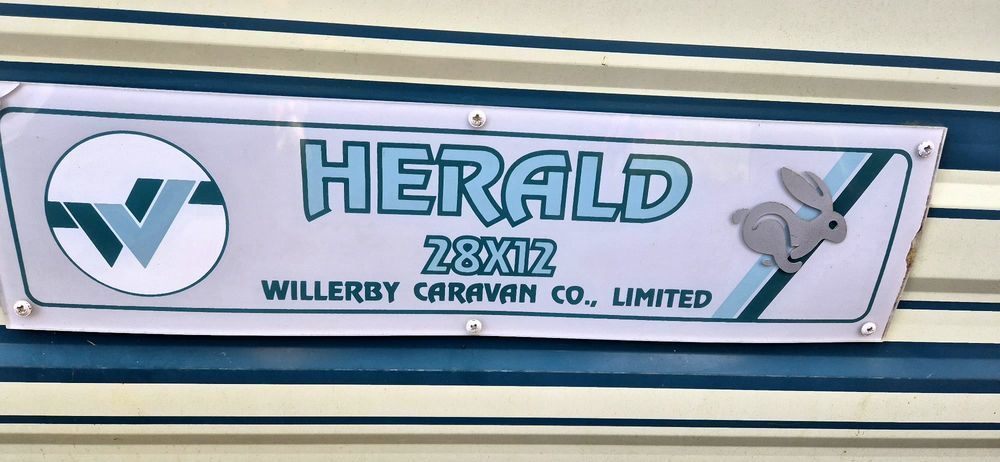 HERALD
28X12
WILLERBY CARAVAN CO., LIMITED